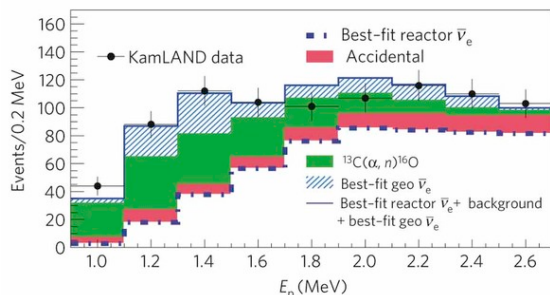 160
140
120
100
80
60
40
20
0
Events/0.2 MeV
KamLAND data
Best–fit reactor ν̅e
Accidental
¹³C(α, n)¹⁶O
Best–fit geo ν̅e
Best–fit reactor ν̅e+ background
+ best–fit geo ν̅e
1.0 1.2 1.4 1.6 1.8 2.0 2.2 2.4 2.6
Ep (MeV)